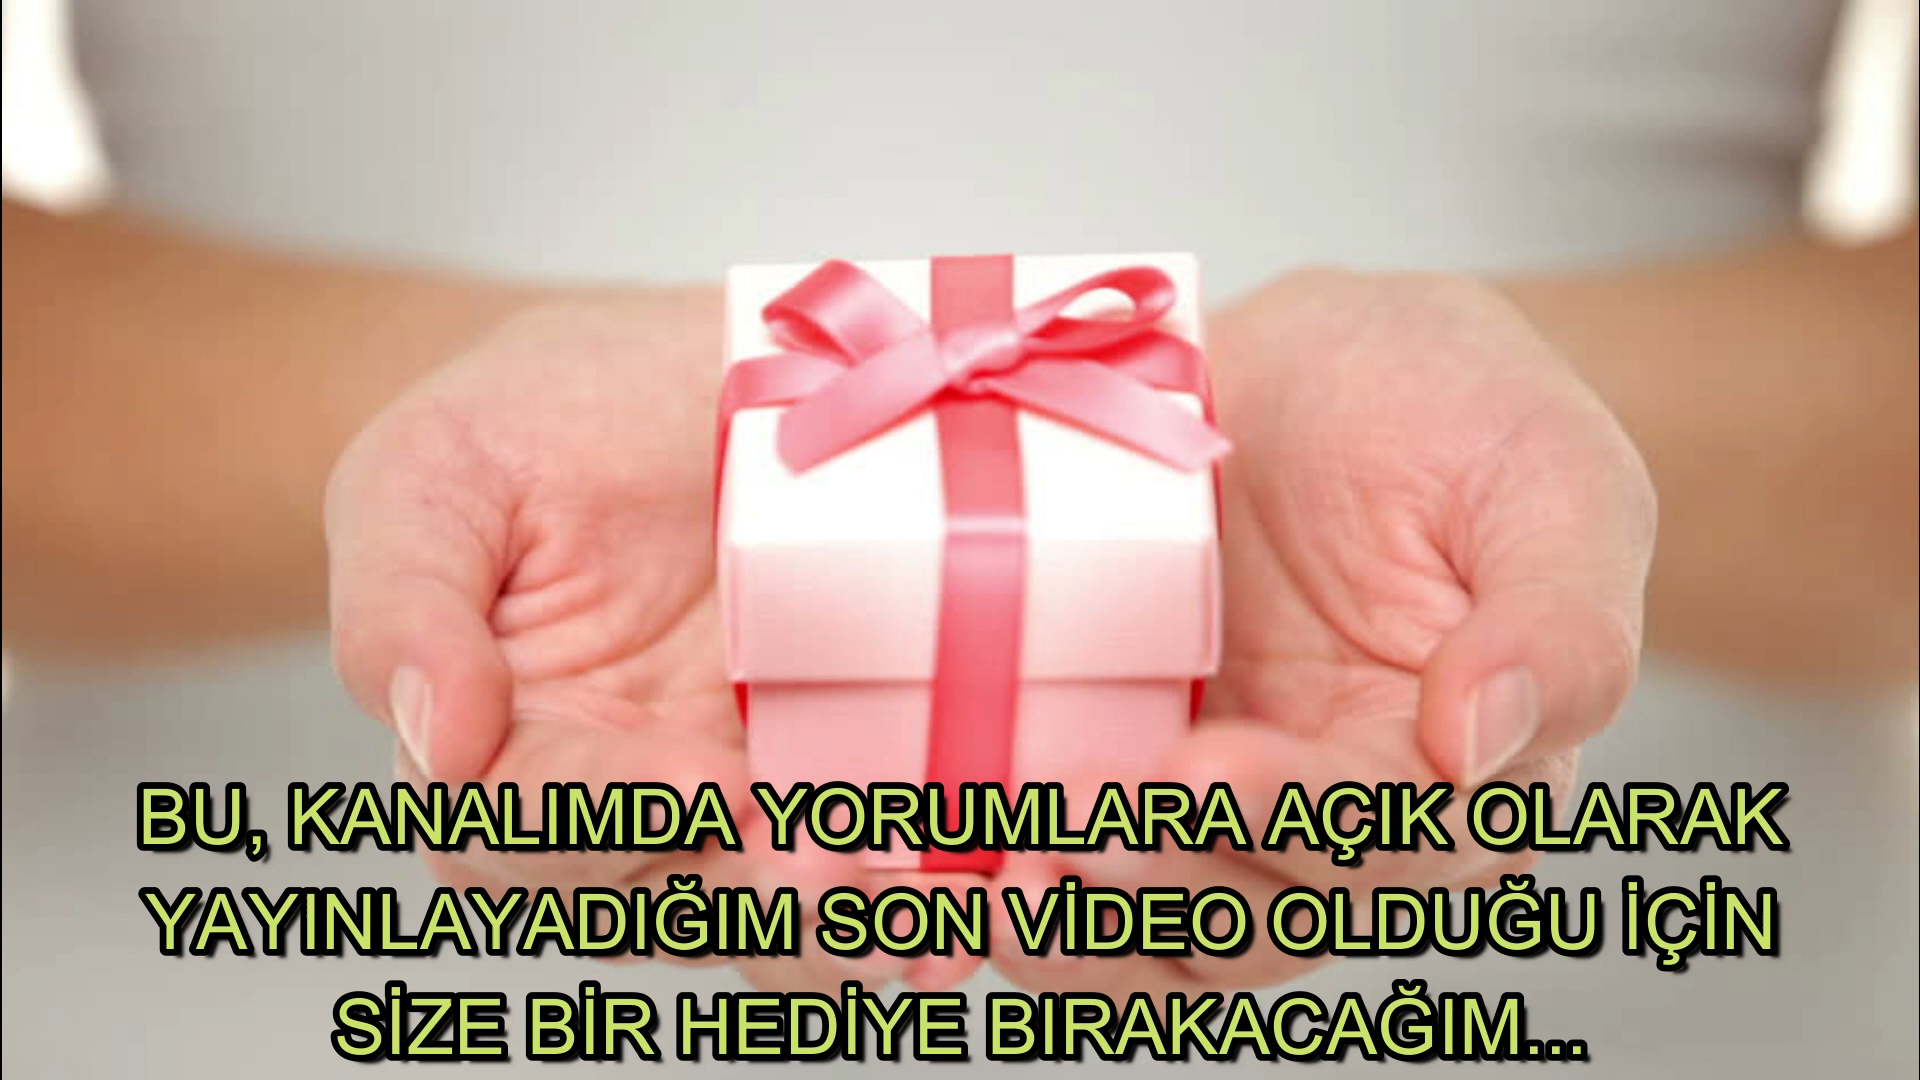 BU, KANALIMDA YORUMLARA AÇIK OLARAK
YAYINLAYADIĞIM SON VİDEO OLDUĞU İÇİN
SİZE BİR HEDİYE BIRAKACAĞIM...